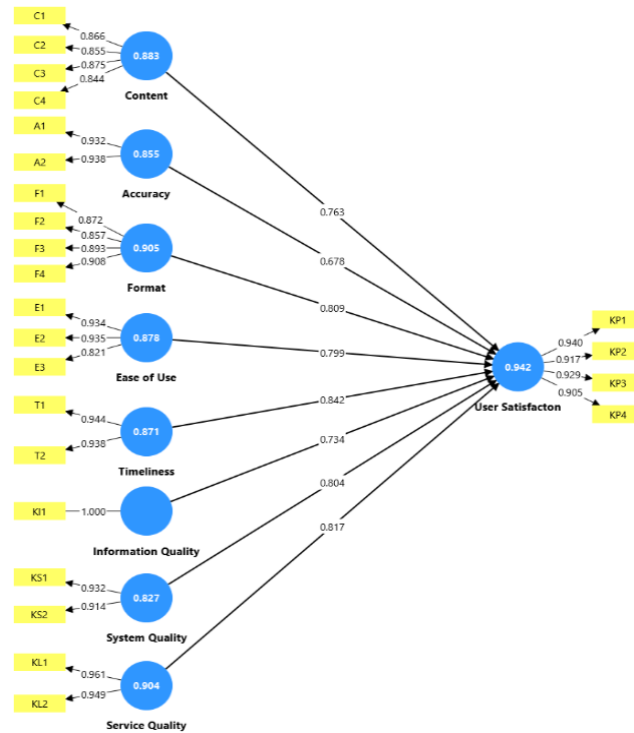 C1
0.866
C2
0.855
0.883
C3
0.875
0.844
C4
Content
A1
0.932
0.855
A2
0.938
Accuracy
0.763
F1
0.872
F2
0.857
0.678
F3
0.893
0.905
F4
0.908
Format
0.809
E1
0.934
E2
0.935
0.878
0.799
E3
0.821
Ease of Use
KP1
0.940
KP2
0.917
0.942
0.929
KP3
0.905
KP4
User Satisfacton
T1
0.944
0.871
0.842
T2
0.938
Timeliness
0.734
KI1
1.000
Information Quality
0.804
KS1
0.932
0.827
0.817
KS2
0.914
System Quality
KL1
0.961
0.904
KL2
0.949
Service Quality